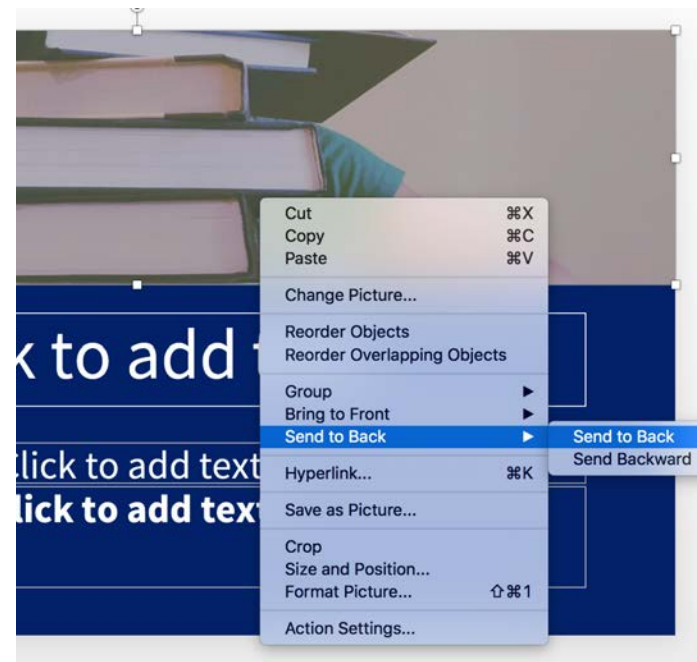 Cut ⌘X
Copy ⌘C
Paste ⌘V
Change Picture...
Reorder Objects
Reorder Overlapping Objects
k to add
Group
Bring to Front
Send to Back Send to Back
Send Backward
lick to add text
Hyperlink... ⌘K
lick to add tex
Save as Picture...
Crop
Size and Position...
Format Picture... ⇧⌘1
Action Settings...